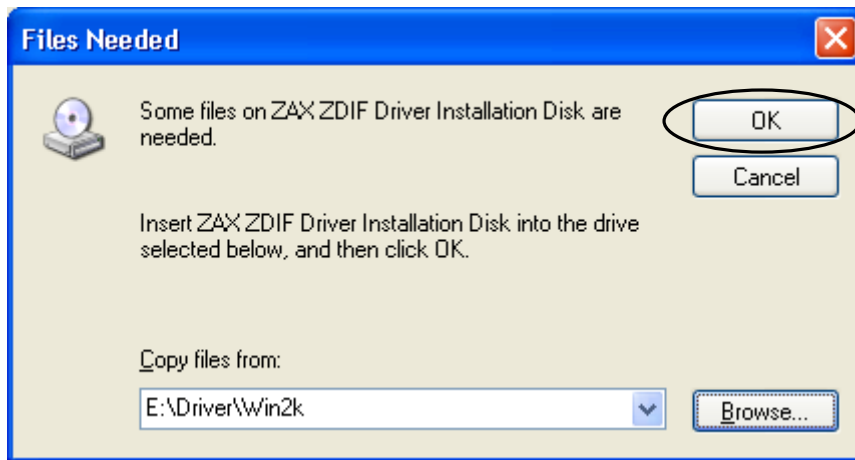 Files Needed
Some files on ZAX ZDIF Driver Installation Disk are
needed.
OK
Cancel
Insert ZAX ZDIF Driver Installation Disk into the drive
selected below, and then click OK.
Copy files from:
E:\Driver\Win2k
Browse...